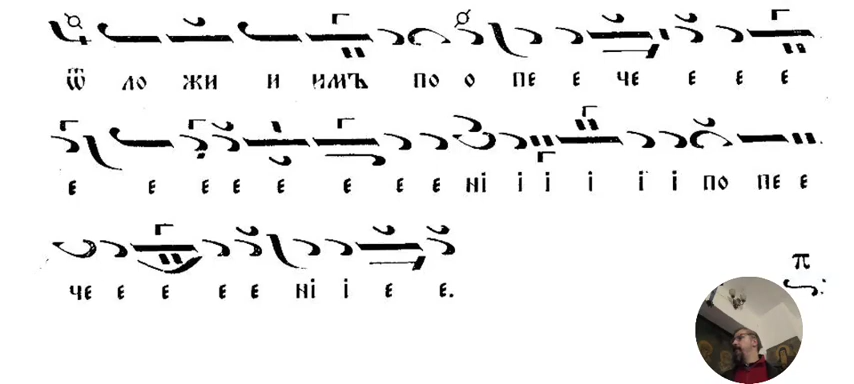 ѿ ло жи и имъ по о пе е че е е е
е е е е е е е е ні і і і і і по пе е
че е е е е ні і е е.
π